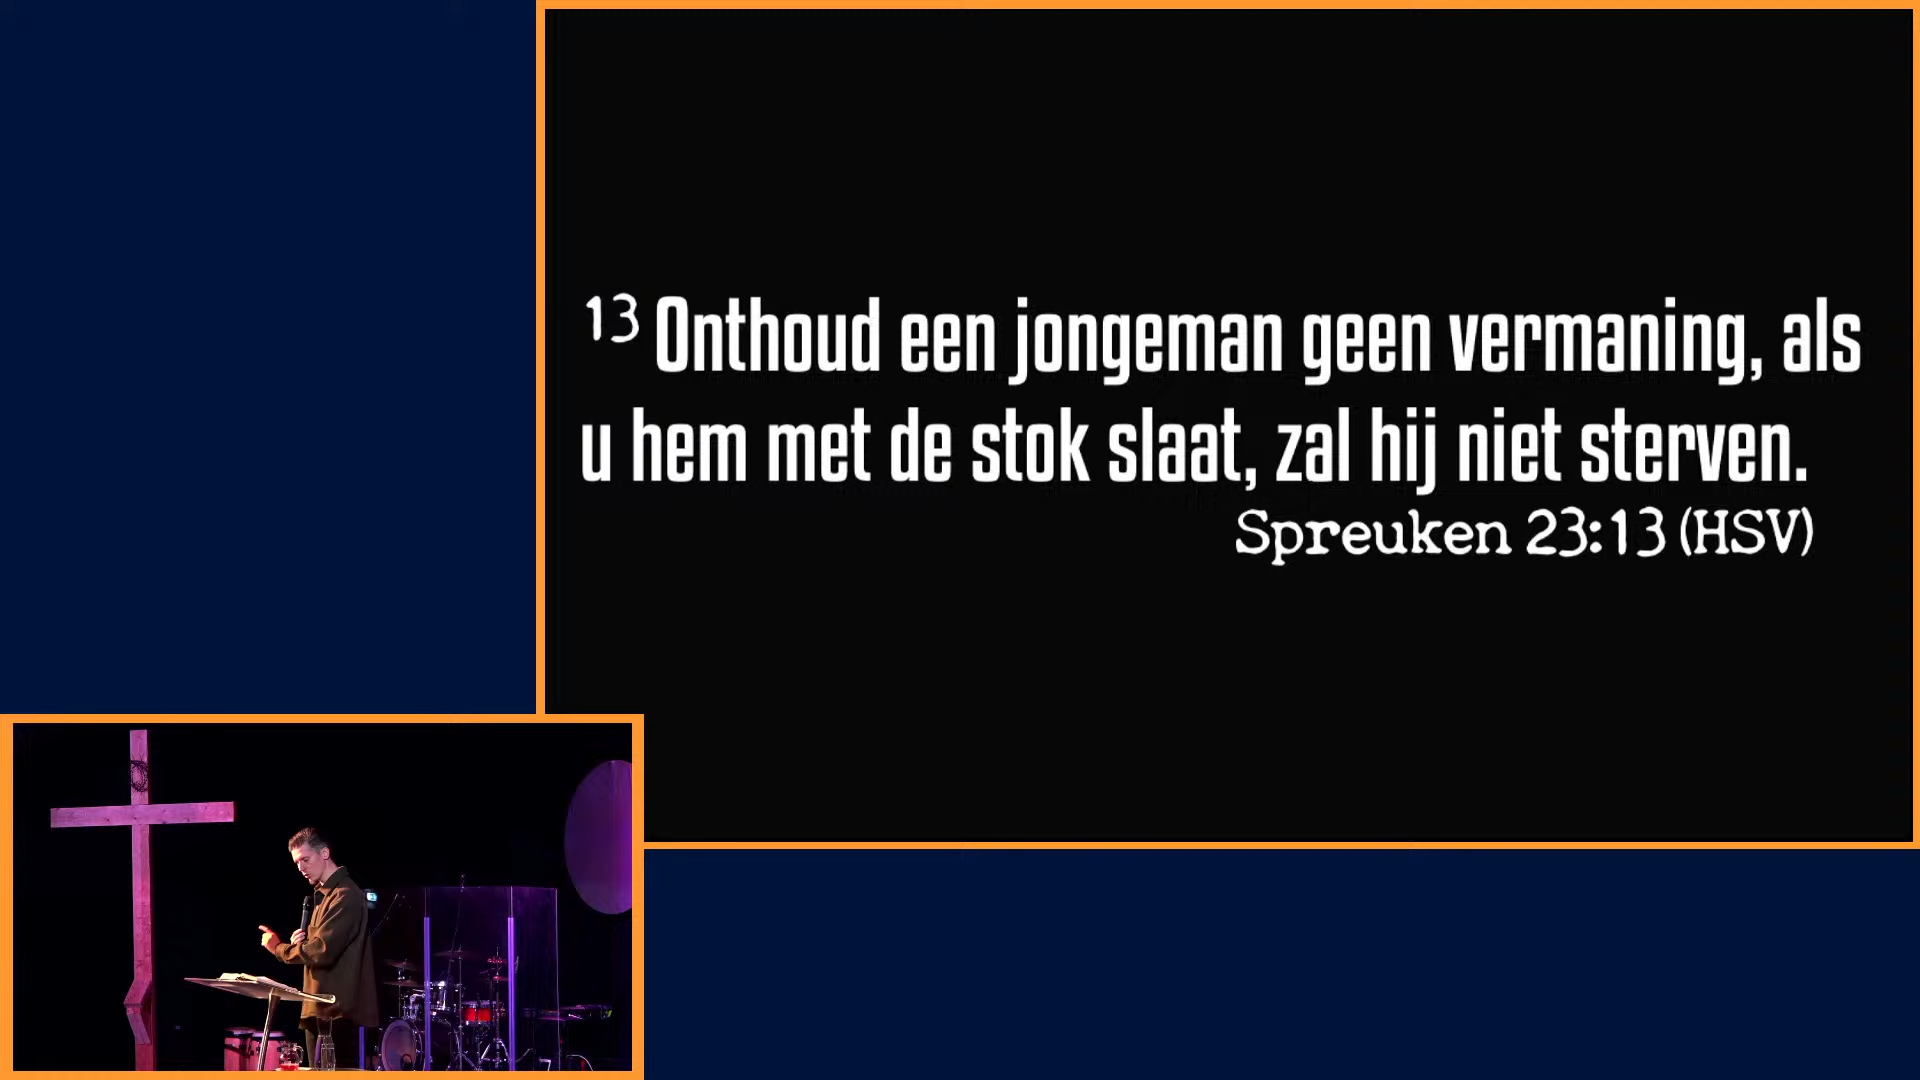 13 Onthoud een jongeman geen vermaning, als
u hem met de stok slaat, zal hij niet sterven.
Spreuken 23:13 (HSV)